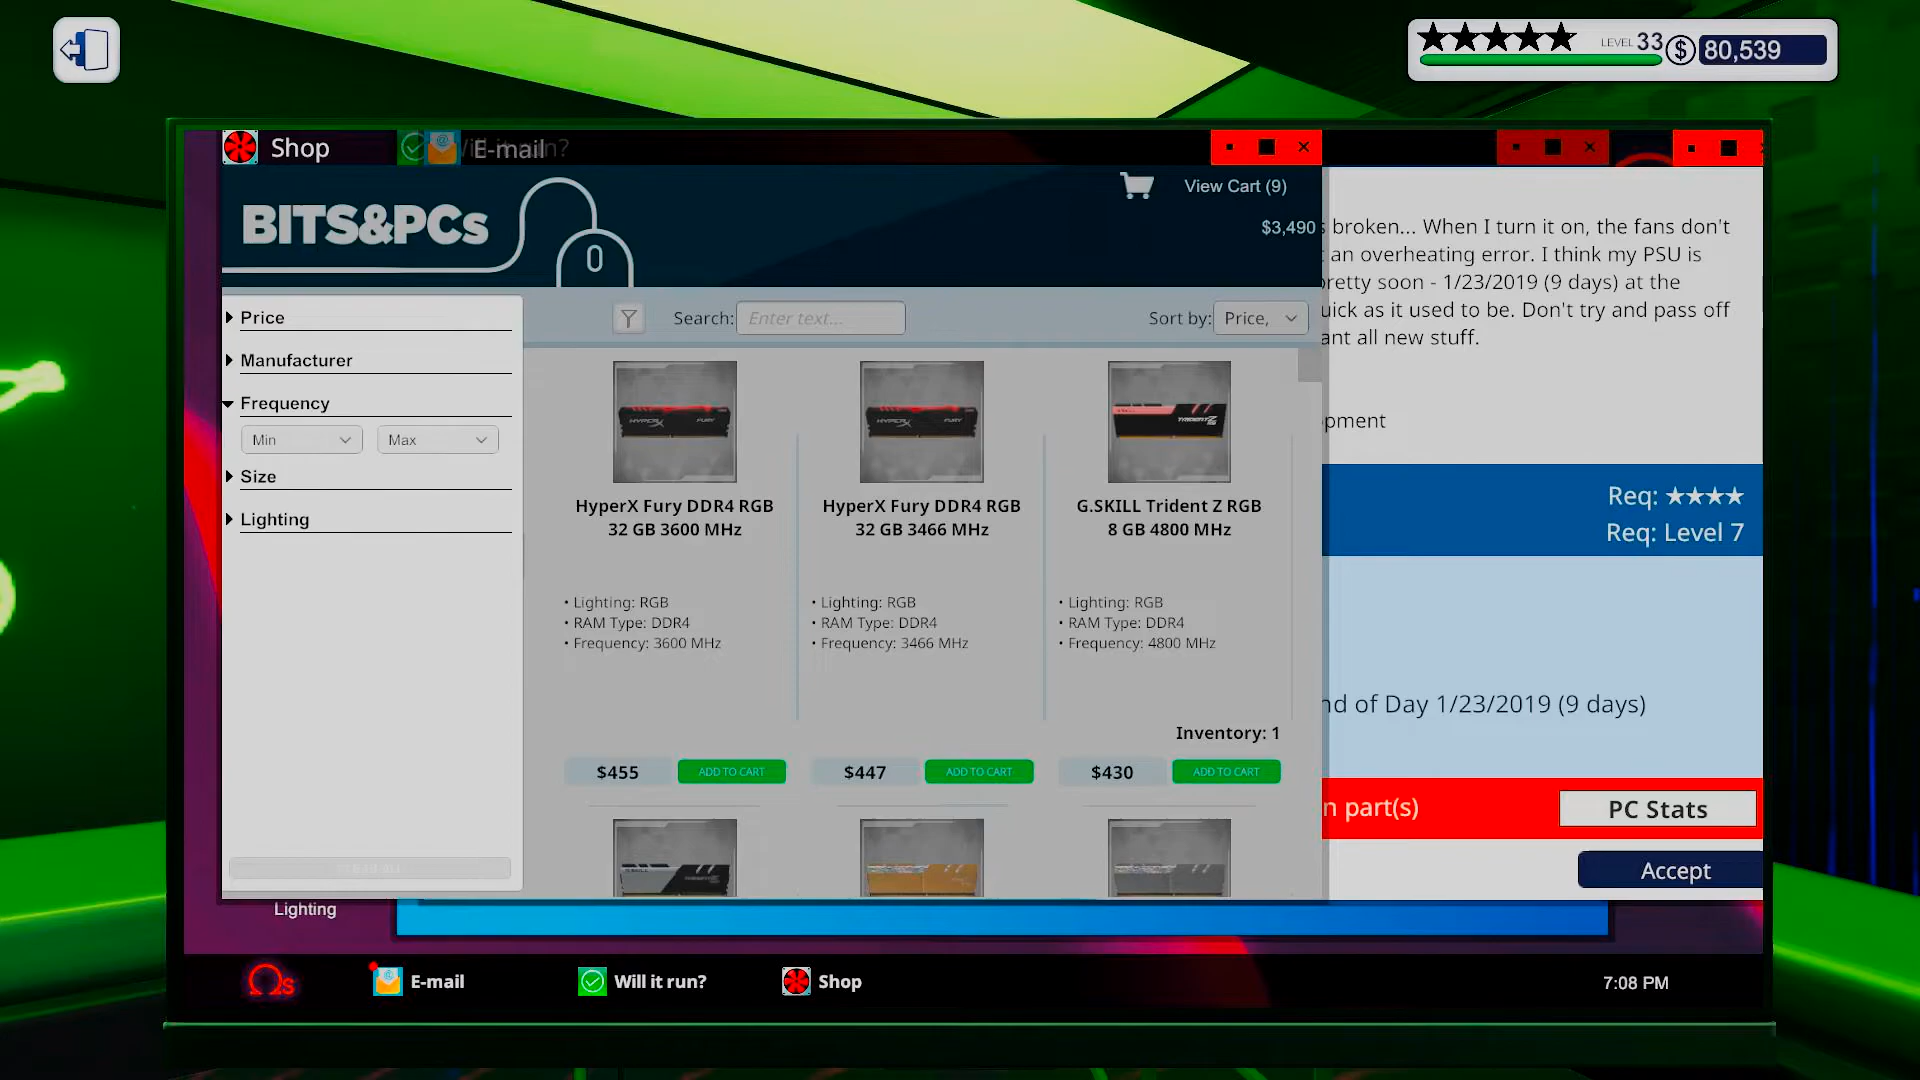 LEVEL 33
$ 80,539
Shop
E-mail
BITS&PCs
View Cart (9)
$3,490
Price
Manufacturer
Frequency
Min
Max
Size
Lighting
Search:
Enter text...
Sort by:
Price,
HYPERX FURY
HYPERX FURY
TRIDENT Z
HyperX Fury DDR4 RGB
32 GB 3600 MHz
• Lighting: RGB
• RAM Type: DDR4
• Frequency: 3600 MHz
$455
ADD TO CART
HyperX Fury DDR4 RGB
32 GB 3466 MHz
• Lighting: RGB
• RAM Type: DDR4
• Frequency: 3466 MHz
$447
ADD TO CART
G.SKILL Trident Z RGB
8 GB 4800 MHz
• Lighting: RGB
• RAM Type: DDR4
• Frequency: 4800 MHz
Inventory: 1
$430
ADD TO CART
broken... When I turn it on, the fans don't
an overheating error. I think my PSU is
pretty soon - 1/23/2019 (9 days) at the
uick as it used to be. Don't try and pass off
ant all new stuff.
pment
Req: ★★★★
Req: Level 7
nd of Day 1/23/2019 (9 days)
n part(s)
PC Stats
Accept
Lighting
Ωs
E-mail
Will it run?
Shop
7:08 PM